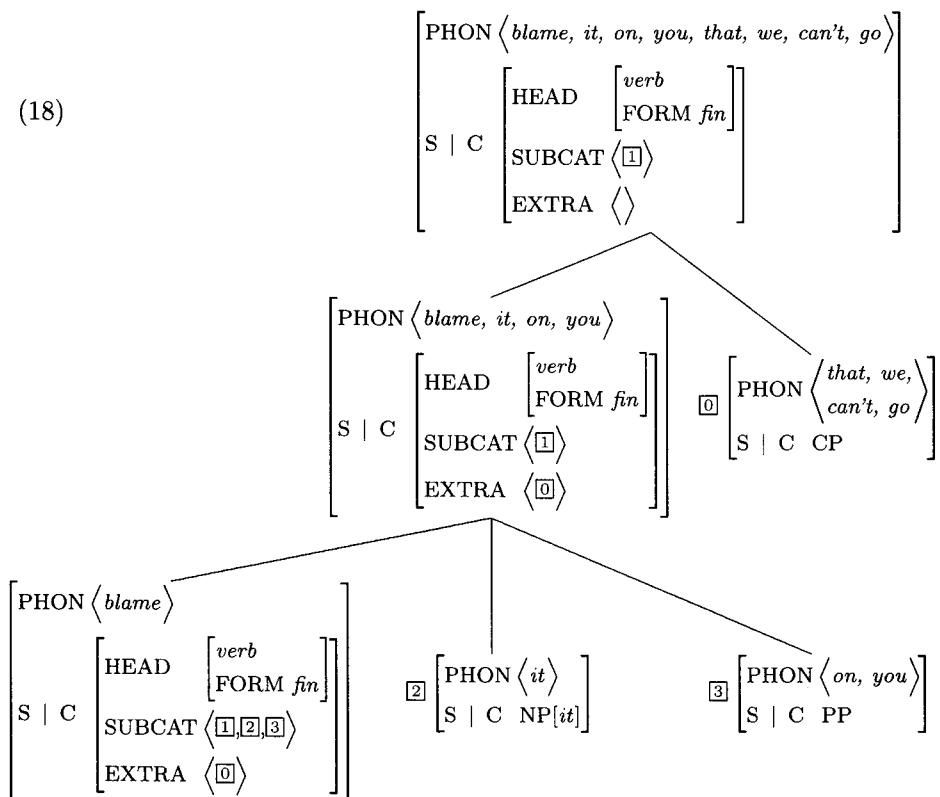 (18)
PHON ⟨blame, it, on, you, that, we, can't, go⟩
S | C
HEAD
verb
FORM fin
SUBCAT ⟨1⟩
EXTRA ⟨⟩
PHON ⟨blame, it, on, you⟩
S | C
HEAD
verb
FORM fin
SUBCAT ⟨1⟩
EXTRA ⟨0⟩
0
PHON ⟨that, we,
can't, go⟩
S | C CP
PHON ⟨blame⟩
S | C
HEAD
verb
FORM fin
SUBCAT ⟨1,2,3⟩
EXTRA ⟨0⟩
2
PHON ⟨it⟩
S | C NP[it]
3
PHON ⟨on, you⟩
S | C PP